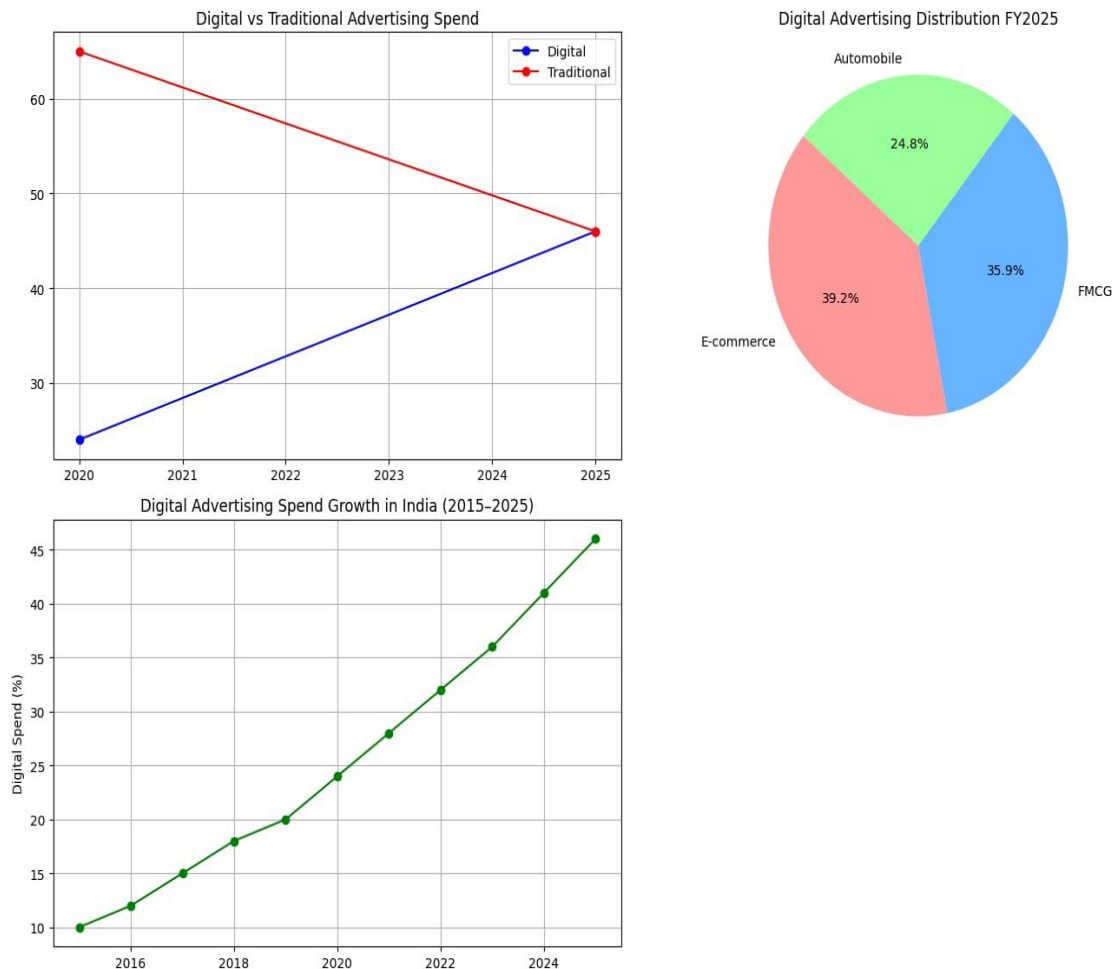 Digital vs Traditional Advertising Spend
Digital
Traditional
60
50
40
30
2020 2021 2022 2023 2024 2025
Digital Advertising Distribution FY2025
Automobile
24.8%
35.9%
FMCG
39.2%
E-commerce
Digital Advertising Spend Growth in India (2015–2025)
Digital Spend (%)
45
40
35
30
25
20
15
10
2016 2018 2020 2022 2024